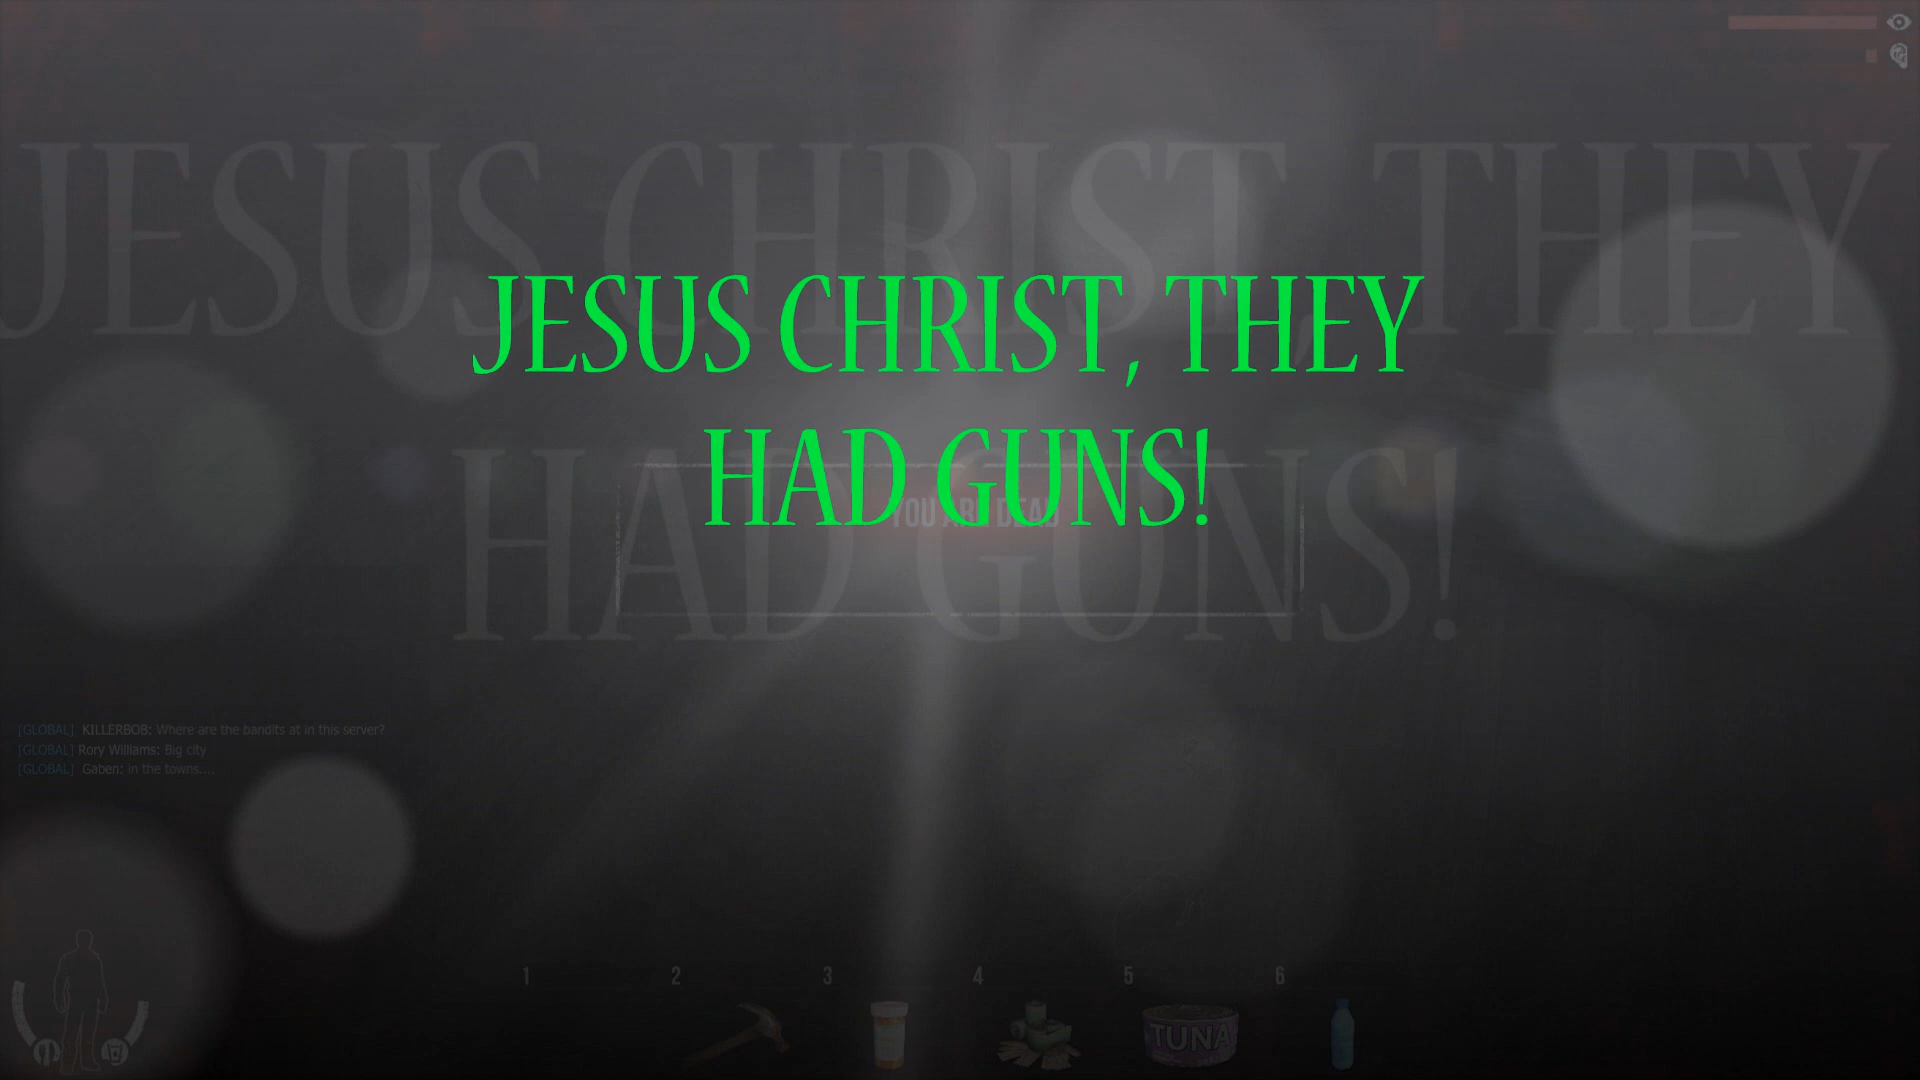 JESUS CHRIST, THEY
HAD GUNS!
JESUS CHRIST, THEY
HAD GUNS!
YOU ARE DEAD
[GLOBAL] KILLERBOB: Where are the bandits at in this server?
[GLOBAL] Rory Williams: Big city
[GLOBAL] Gaben: in the towns....
1 2 3 4 5 6
TUNA